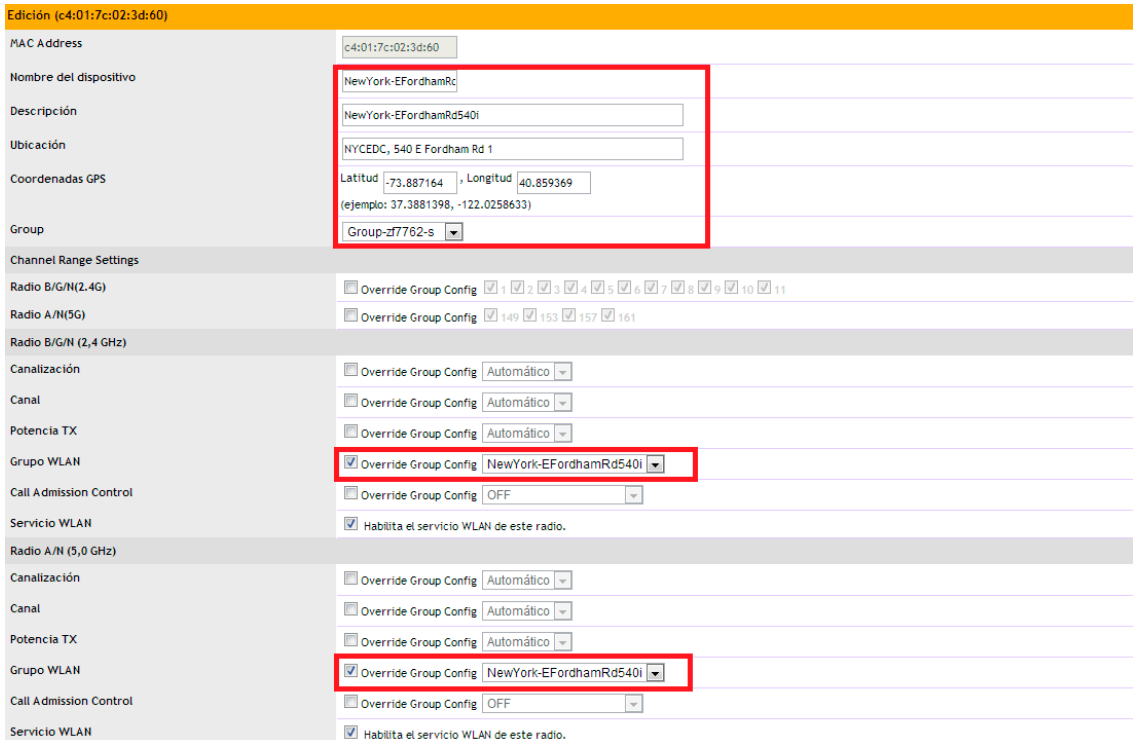 Edición (c4:01:7c:02:3d:60)
MAC Address c4:01:7c:02:3d:60
Nombre del dispositivo NewYork-EFordhamRc
Descripción NewYork-EFordhamRd540i
Ubicación NYCEDC, 540 E Fordham Rd 1
Coordenadas GPS Latitud -73.887164 , Longitud 40.859369
(ejemplo: 37.3881398, -122.0258633)
Group Group-zf7762-s
Channel Range Settings
Radio B/G/N(2.4G) Override Group Config 1 2 3 4 5 6 7 8 9 10 11
Radio A/N(5G) Override Group Config 149 153 157 161
Radio B/G/N (2,4 GHz)
Canalización Override Group Config Automático
Canal Override Group Config Automático
Potencia TX Override Group Config Automático
Grupo WLAN Override Group Config NewYork-EFordhamRd540i
Call Admission Control Override Group Config OFF
Servicio WLAN Habilita el servicio WLAN de este radio.
Radio A/N (5,0 GHz)
Canalización Override Group Config Automático
Canal Override Group Config Automático
Potencia TX Override Group Config Automático
Grupo WLAN Override Group Config NewYork-EFordhamRd540i
Call Admission Control Override Group Config OFF
Servicio WLAN Habilita el servicio WLAN de este radio.